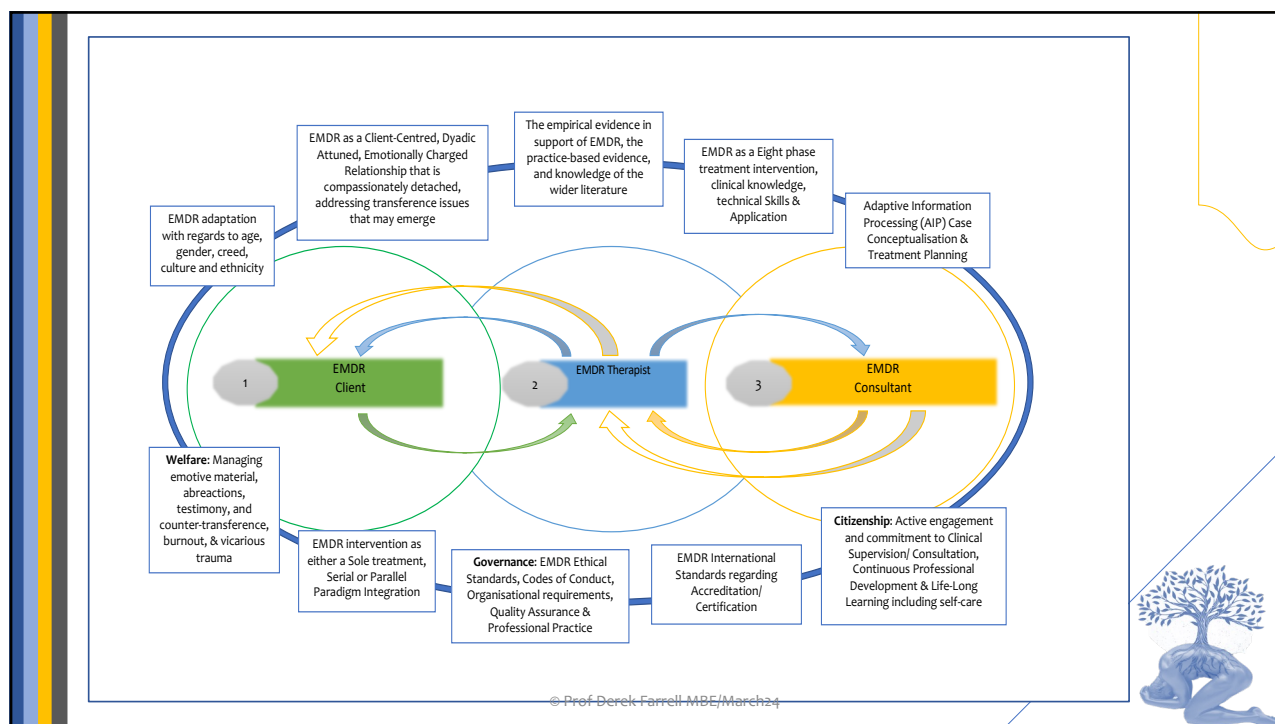 EMDR adaptation
with regards to age,
gender, creed,
culture and ethnicity
EMDR as a Client-Centred, Dyadic
Attuned, Emotionally Charged
Relationship that is
compassionately detached,
addressing transference issues
that may emerge
The empirical evidence in
support of EMDR, the
practice-based evidence,
and knowledge of the
wider literature
EMDR as a Eight phase
treatment intervention,
clinical knowledge,
technical Skills &
Application
Adaptive Information
Processing (AIP) Case
Conceptualisation &
Treatment Planning
1
EMDR
Client
2
EMDR Therapist
3
EMDR
Consultant
Welfare: Managing
emotive material,
abreactions,
testimony, and
counter-transference,
burnout, & vicarious
trauma
EMDR intervention as
either a Sole treatment,
Serial or Parallel
Paradigm Integration
Governance: EMDR Ethical
Standards, Codes of Conduct,
Organisational requirements,
Quality Assurance &
Professional Practice
EMDR International
Standards regarding
Accreditation/
Certification
Citizenship: Active engagement
and commitment to Clinical
Supervision/ Consultation,
Continuous Professional
Development & Life-Long
Learning including self-care
© Prof Derek Farrell MBE/March24